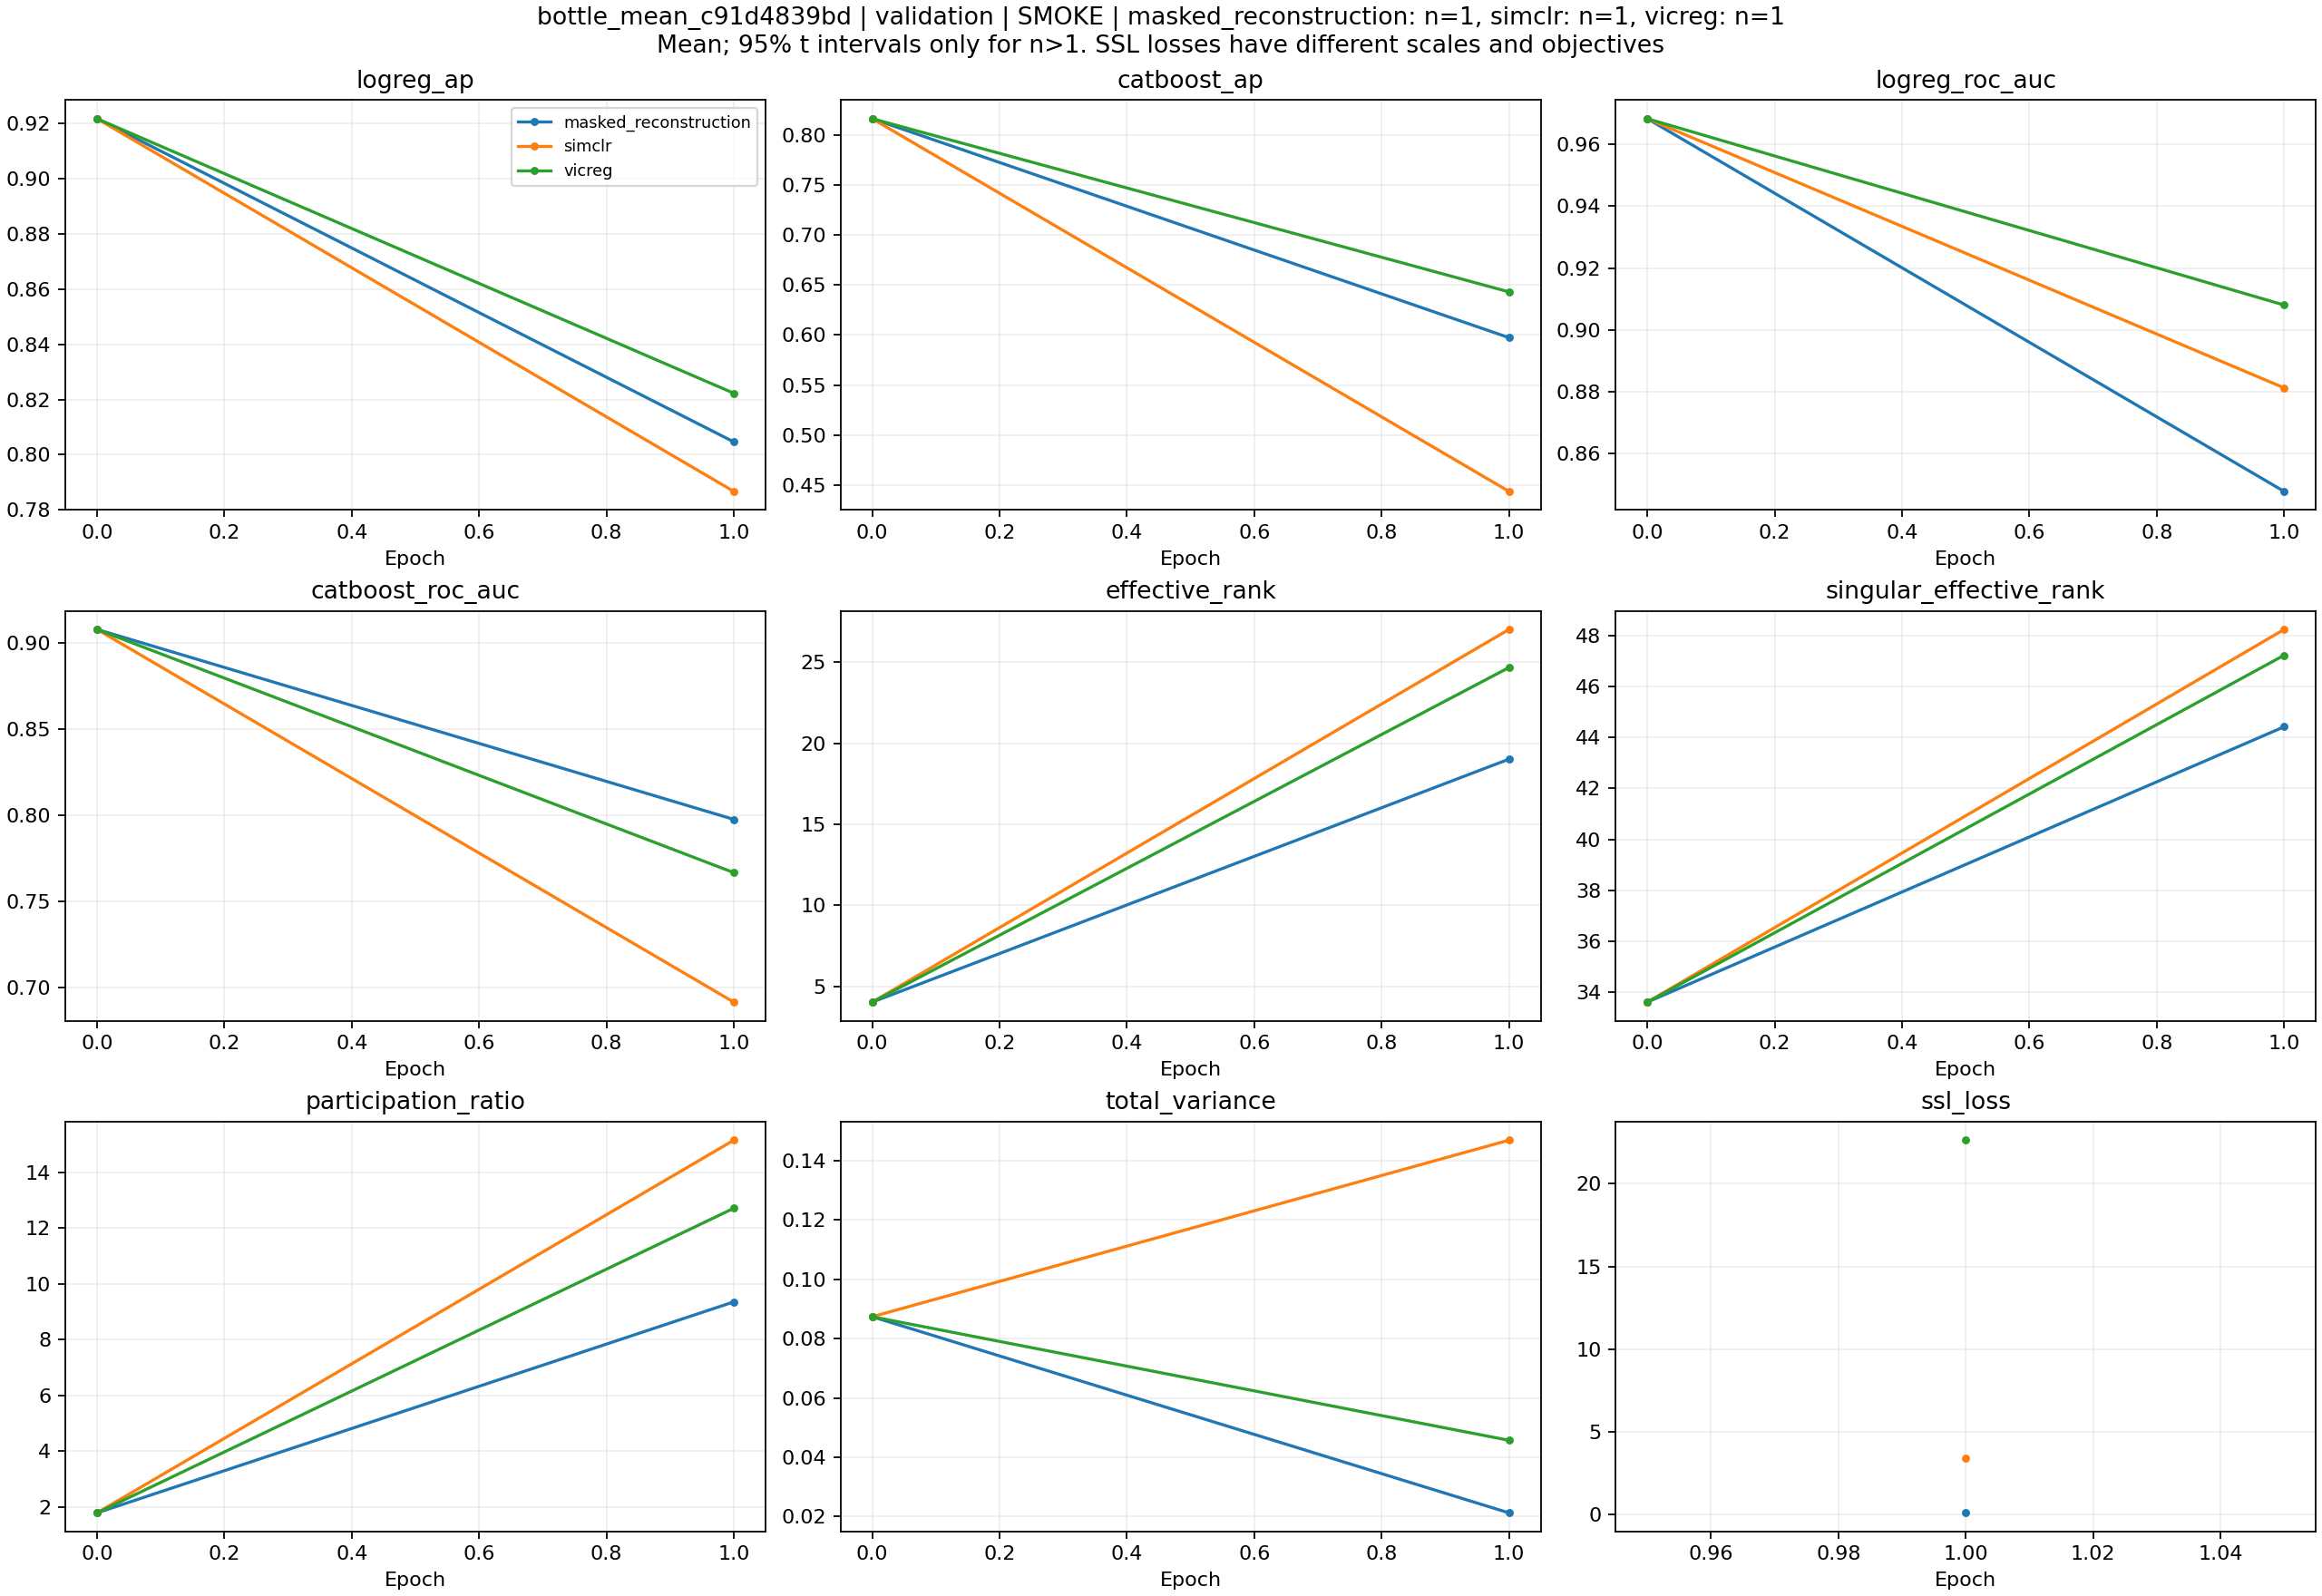 bottle_mean_c91d4839bd | validation | SMOKE | masked_reconstruction: n=1, simclr: n=1, vicreg: n=1
Mean; 95% t intervals only for n>1. SSL losses have different scales and objectives
logreg_ap
0.92
0.90
0.88
0.86
0.84
0.82
0.80
0.78
masked_reconstruction
simclr
vicreg
0.0 0.2 0.4 0.6 0.8 1.0
Epoch
catboost_ap
0.80
0.75
0.70
0.65
0.60
0.55
0.50
0.45
0.0 0.2 0.4 0.6 0.8 1.0
Epoch
logreg_roc_auc
0.96
0.94
0.92
0.90
0.88
0.86
0.0 0.2 0.4 0.6 0.8 1.0
Epoch
catboost_roc_auc
0.90
0.85
0.80
0.75
0.70
0.0 0.2 0.4 0.6 0.8 1.0
Epoch
effective_rank
25
20
15
10
5
0.0 0.2 0.4 0.6 0.8 1.0
Epoch
singular_effective_rank
48
46
44
42
40
38
36
34
0.0 0.2 0.4 0.6 0.8 1.0
Epoch
participation_ratio
14
12
10
8
6
4
2
0.0 0.2 0.4 0.6 0.8 1.0
Epoch
total_variance
0.14
0.12
0.10
0.08
0.06
0.04
0.02
0.0 0.2 0.4 0.6 0.8 1.0
Epoch
ssl_loss
20
15
10
5
0
0.96 0.98 1.00 1.02 1.04
Epoch